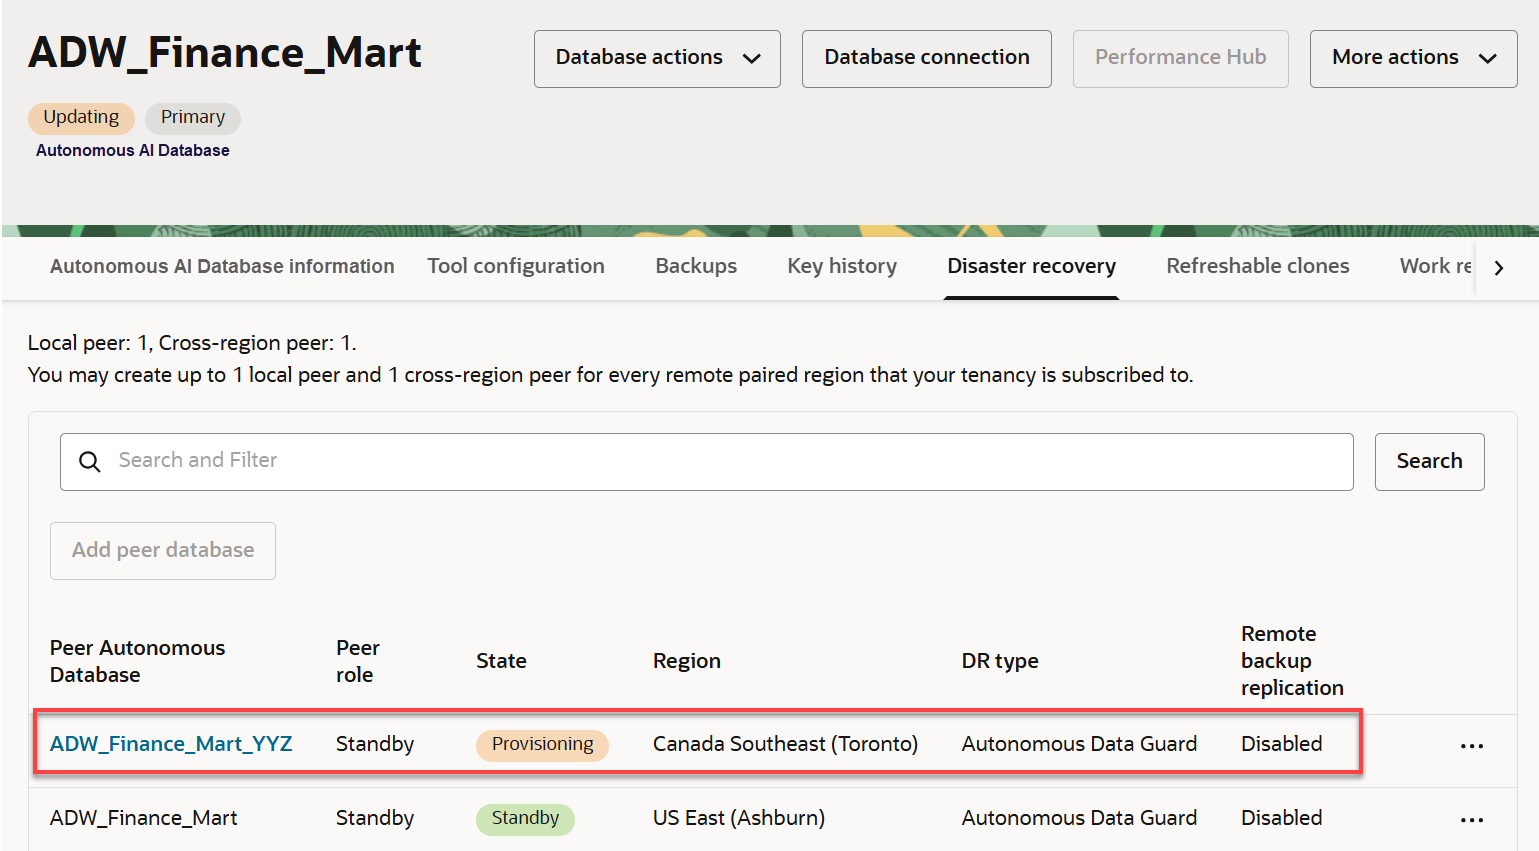 ADW_Finance_Mart
Database actions
Database connection
Performance Hub
More actions
Updating
Primary
Autonomous AI Database
Autonomous AI Database information
Tool configuration
Backups
Key history
Disaster recovery
Refreshable clones
Work re
Local peer: 1, Cross-region peer: 1.
You may create up to 1 local peer and 1 cross-region peer for every remote paired region that your tenancy is subscribed to.
Search and Filter
Search
Add peer database
Peer Autonomous
Database
Peer
role
State
Region
DR type
Remote
backup
replication
ADW_Finance_Mart_YYZ
Standby
Provisioning
Canada Southeast (Toronto)
Autonomous Data Guard
Disabled
ADW_Finance_Mart
Standby
Standby
US East (Ashburn)
Autonomous Data Guard
Disabled